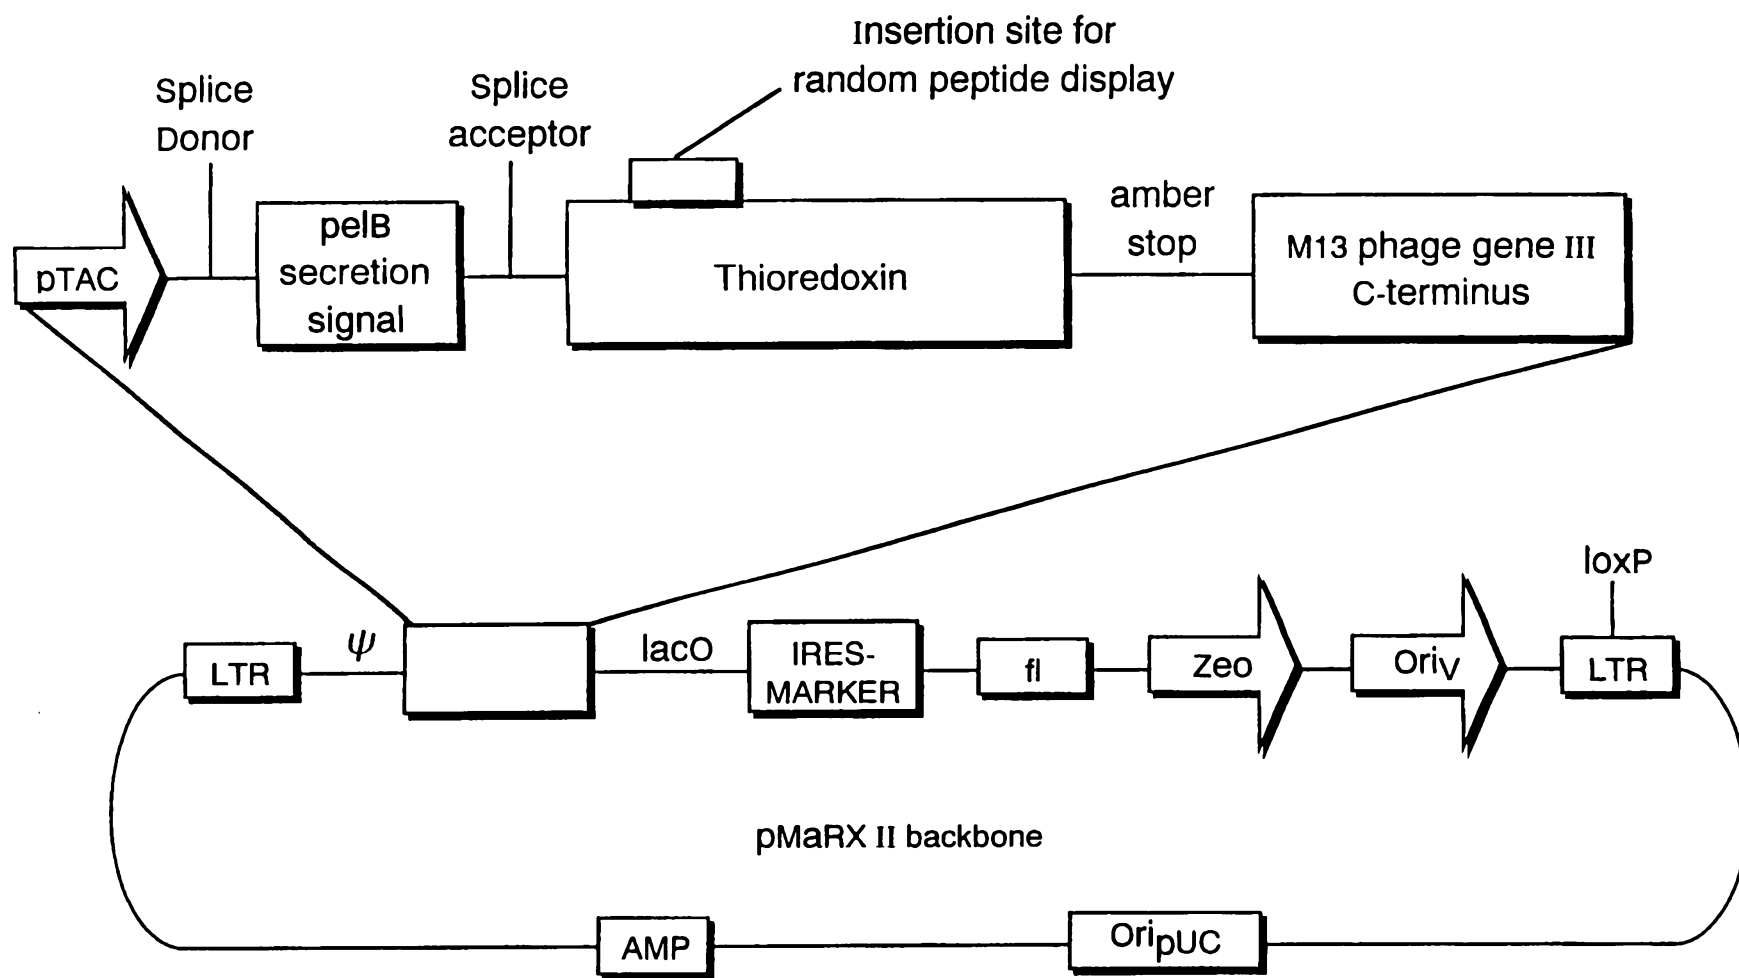 Insertion site for
random peptide display
Splice
Donor
Splice
acceptor
amber
stop
pTAC
pelB
secretion
signal
Thioredoxin
M13 phage gene III
C-terminus
loxP
LTR
ψ
lacO
IRES-
MARKER
fl
Zeo
OriV
LTR
pMaRX II backbone
AMP
OripUC